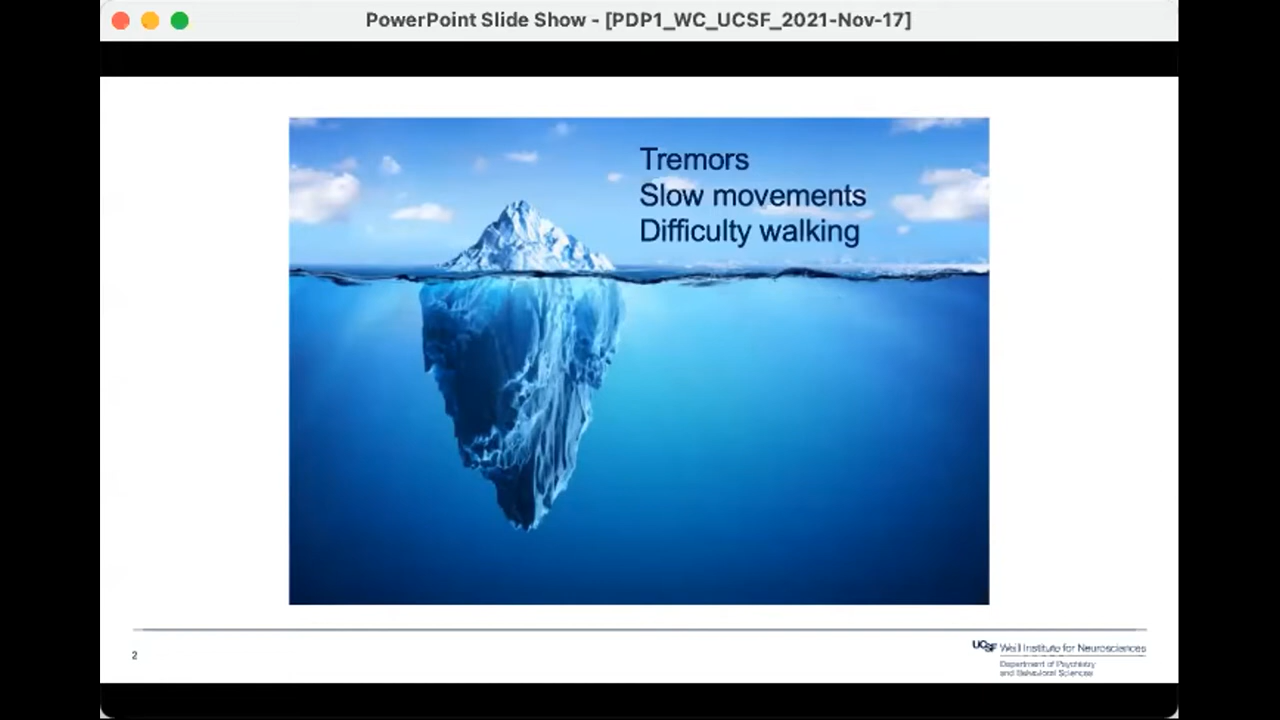 PowerPoint Slide Show - [PDP1_WC_UCSF_2021-Nov-17]
Tremors
Slow movements
Difficulty walking
2
UCSF Weill Institute for Neurosciences
Department of Psychiatry
and Behavioral Sciences